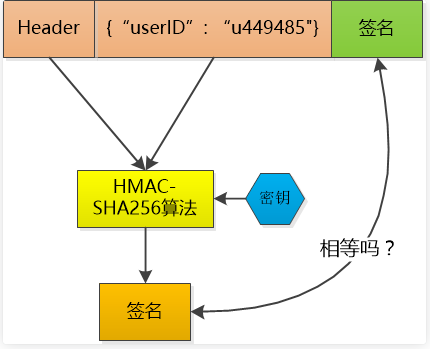 Header
{“userID”:“u449485"}
签名
HMAC-
SHA256算法
密钥
相等吗？
签名